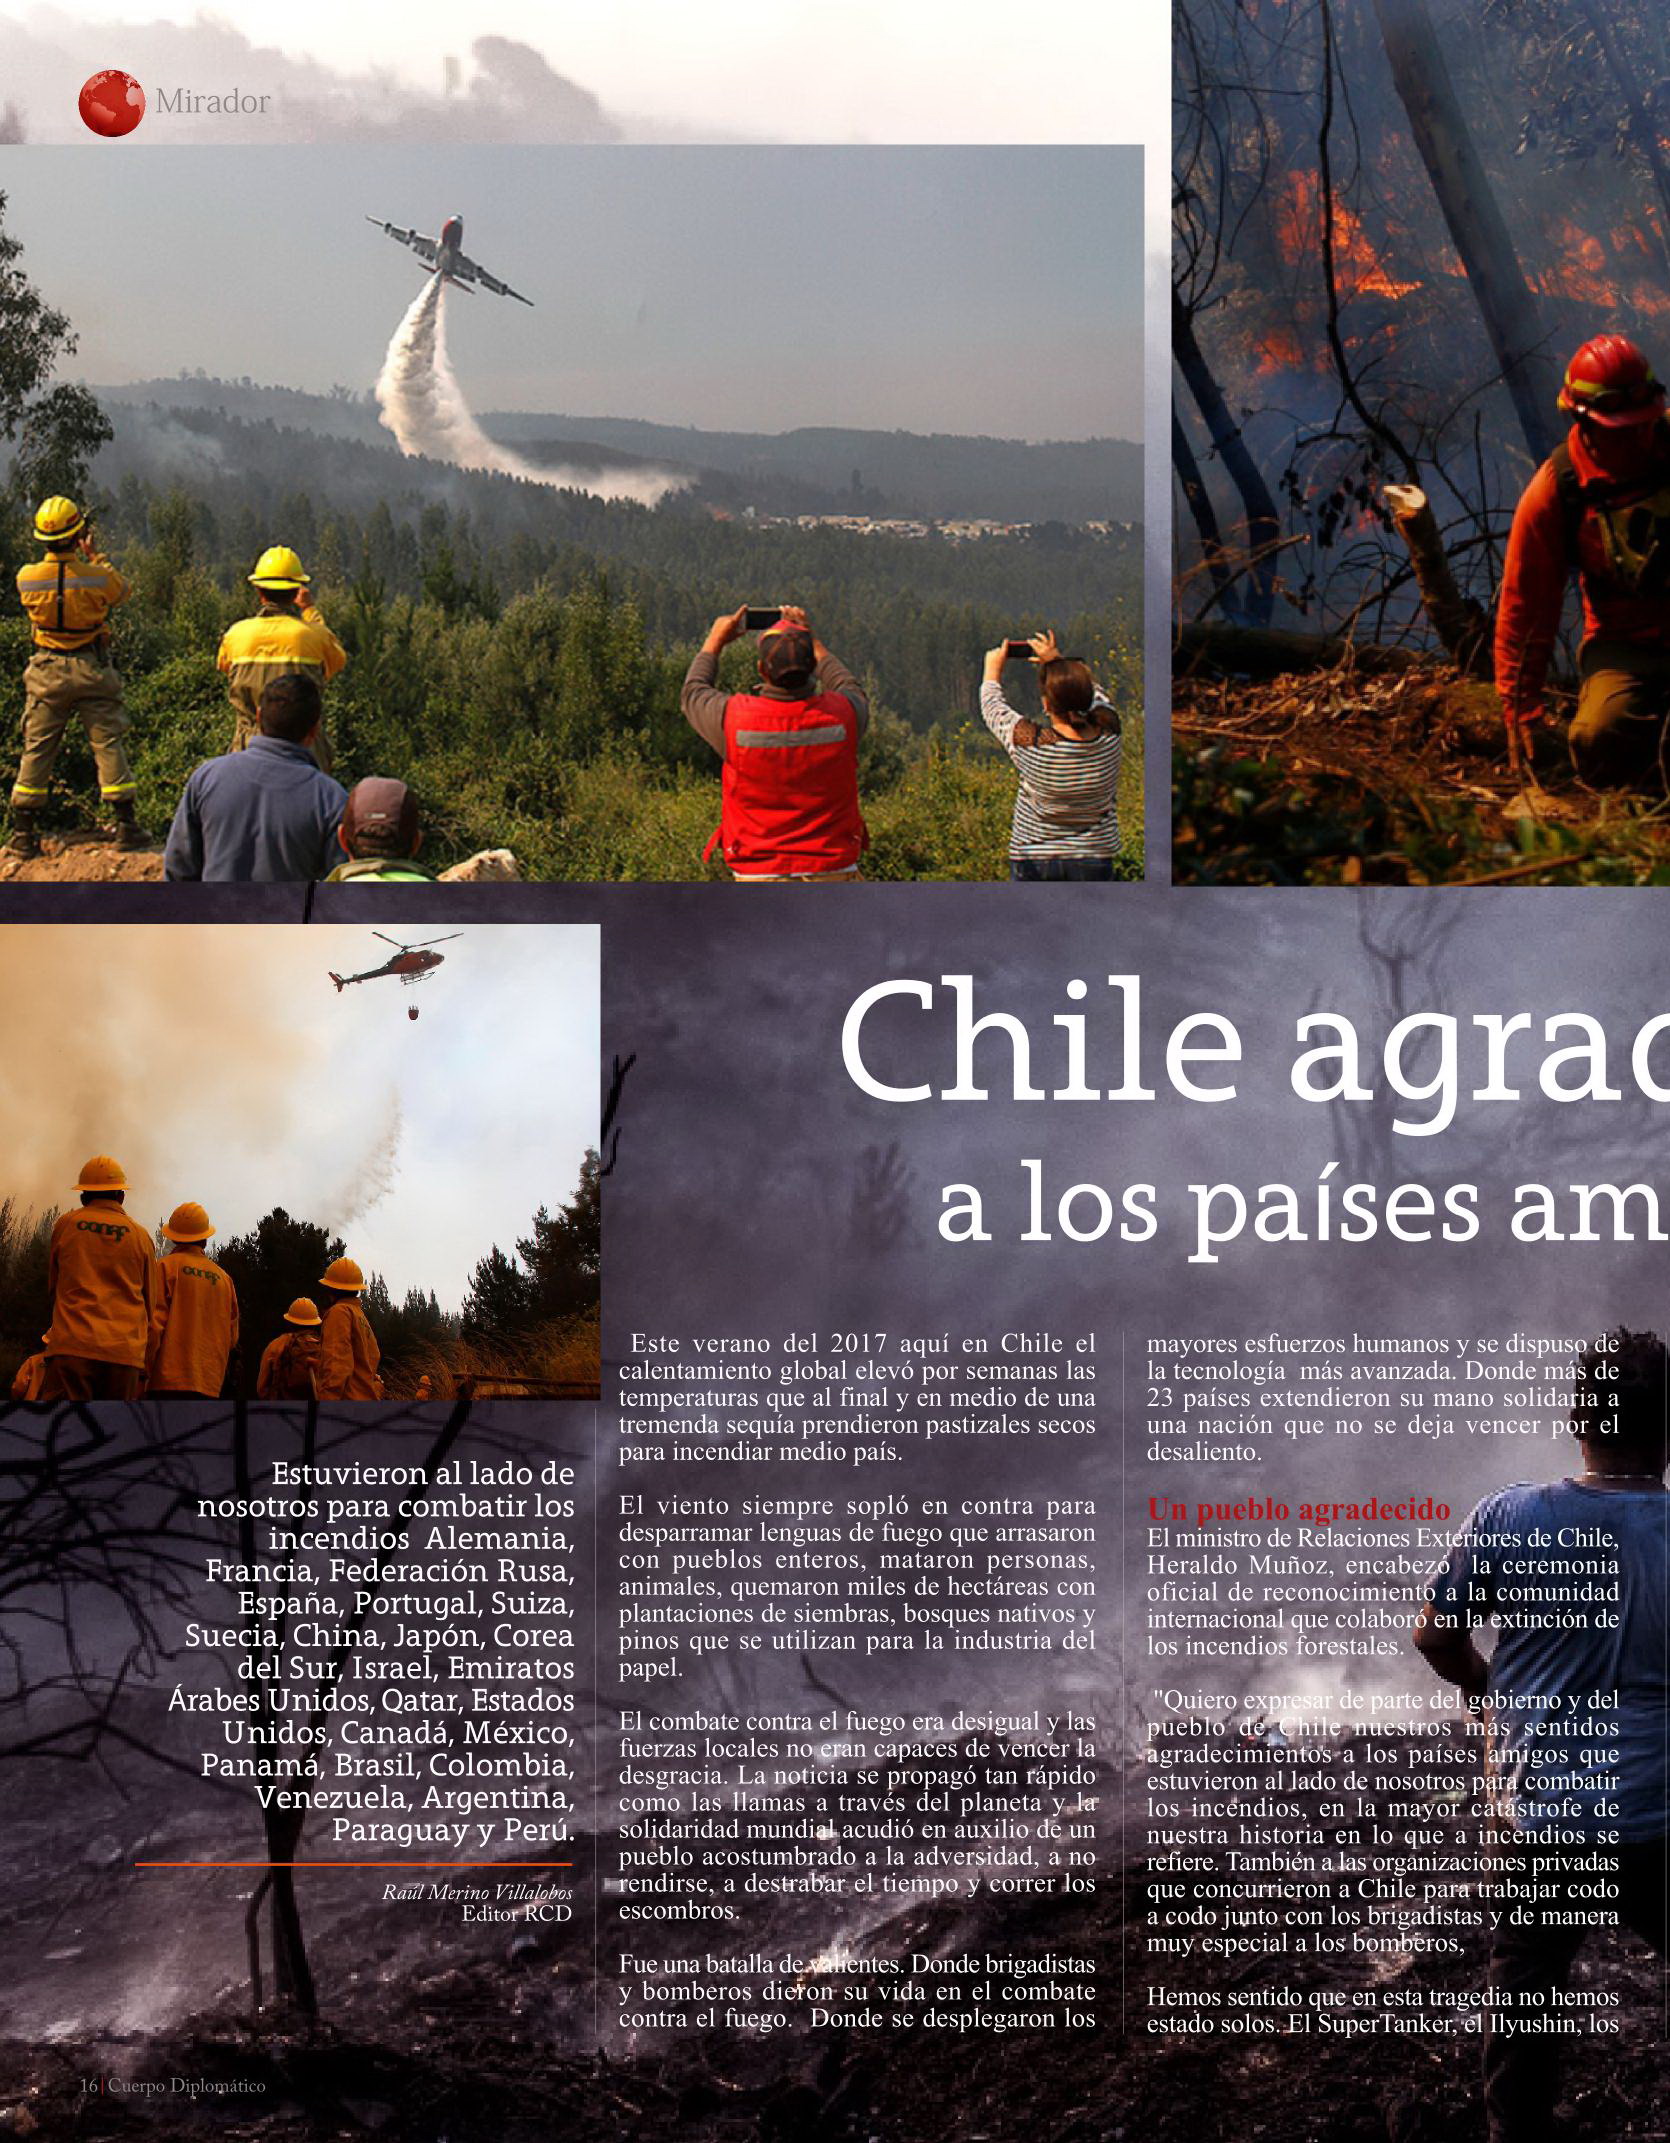 Mirador
conaf
conaf
Chile agrad
a los países am
Estuvieron al lado de
nosotros para combatir los
incendios Alemania,
Francia, Federación Rusa,
España, Portugal, Suiza,
Suecia, China, Japón, Corea
del Sur, Israel, Emiratos
Árabes Unidos, Qatar, Estados
Unidos, Canadá, México,
Panamá, Brasil, Colombia,
Venezuela, Argentina,
Paraguay y Perú.
Raúl Merino Villalobos
Editor RCD
Este verano del 2017 aquí en Chile el
calentamiento global elevó por semanas las
temperaturas que al final y en medio de una
tremenda sequía prendieron pastizales secos
para incendiar medio país.
El viento siempre sopló en contra para
desparramar lenguas de fuego que arrasaron
con pueblos enteros, mataron personas,
animales, quemaron miles de hectáreas con
plantaciones de siembras, bosques nativos y
pinos que se utilizan para la industria del
papel.
El combate contra el fuego era desigual y las
fuerzas locales no eran capaces de vencer la
desgracia. La noticia se propagó tan rápido
como las llamas a través del planeta y la
solidaridad mundial acudió en auxilio de un
pueblo acostumbrado a la adversidad, a no
rendirse, a destrabar el tiempo y correr los
escombros.
Fue una batalla de valientes. Donde brigadistas
y bomberos dieron su vida en el combate
contra el fuego. Donde se desplegaron los
mayores esfuerzos humanos y se dispuso de
la tecnología más avanzada. Donde más de
23 países extendieron su mano solidaria a
una nación que no se deja vencer por el
desaliento.
Un pueblo agradecido
El ministro de Relaciones Exteriores de Chile,
Heraldo Muñoz, encabezó la ceremonia
oficial de reconocimiento a la comunidad
internacional que colaboró en la extinción de
los incendios forestales.
"Quiero expresar de parte del gobierno y del
pueblo de Chile nuestros más sentidos
agradecimientos a los países amigos que
estuvieron al lado de nosotros para combatir
los incendios, en la mayor catástrofe de
nuestra historia en lo que a incendios se
refiere. También a las organizaciones privadas
que concurrieron a Chile para trabajar codo
a codo junto con los brigadistas y de manera
muy especial a los bomberos,
Hemos sentido que en esta tragedia no hemos
estado solos. El SuperTanker, el Ilyushin, los
16| Cuerpo Diplomático